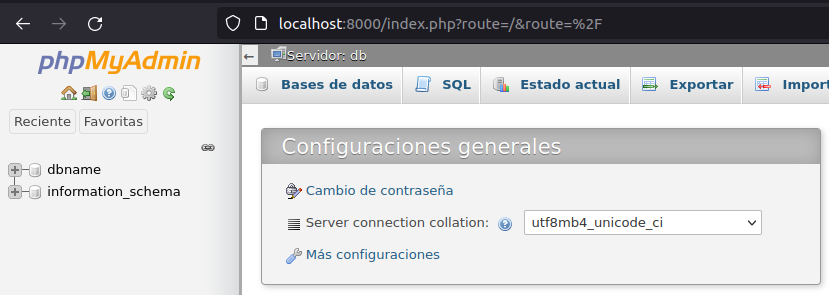 localhost:8000/index.php?route=/&route=%2F
phpMyAdmin
Reciente Favoritas
dbname
information_schema
Servidor: db
Bases de datos SQL Estado actual Exportar Import
Configuraciones generales
Cambio de contraseña
Server connection collation: utf8mb4_unicode_ci
Más configuraciones